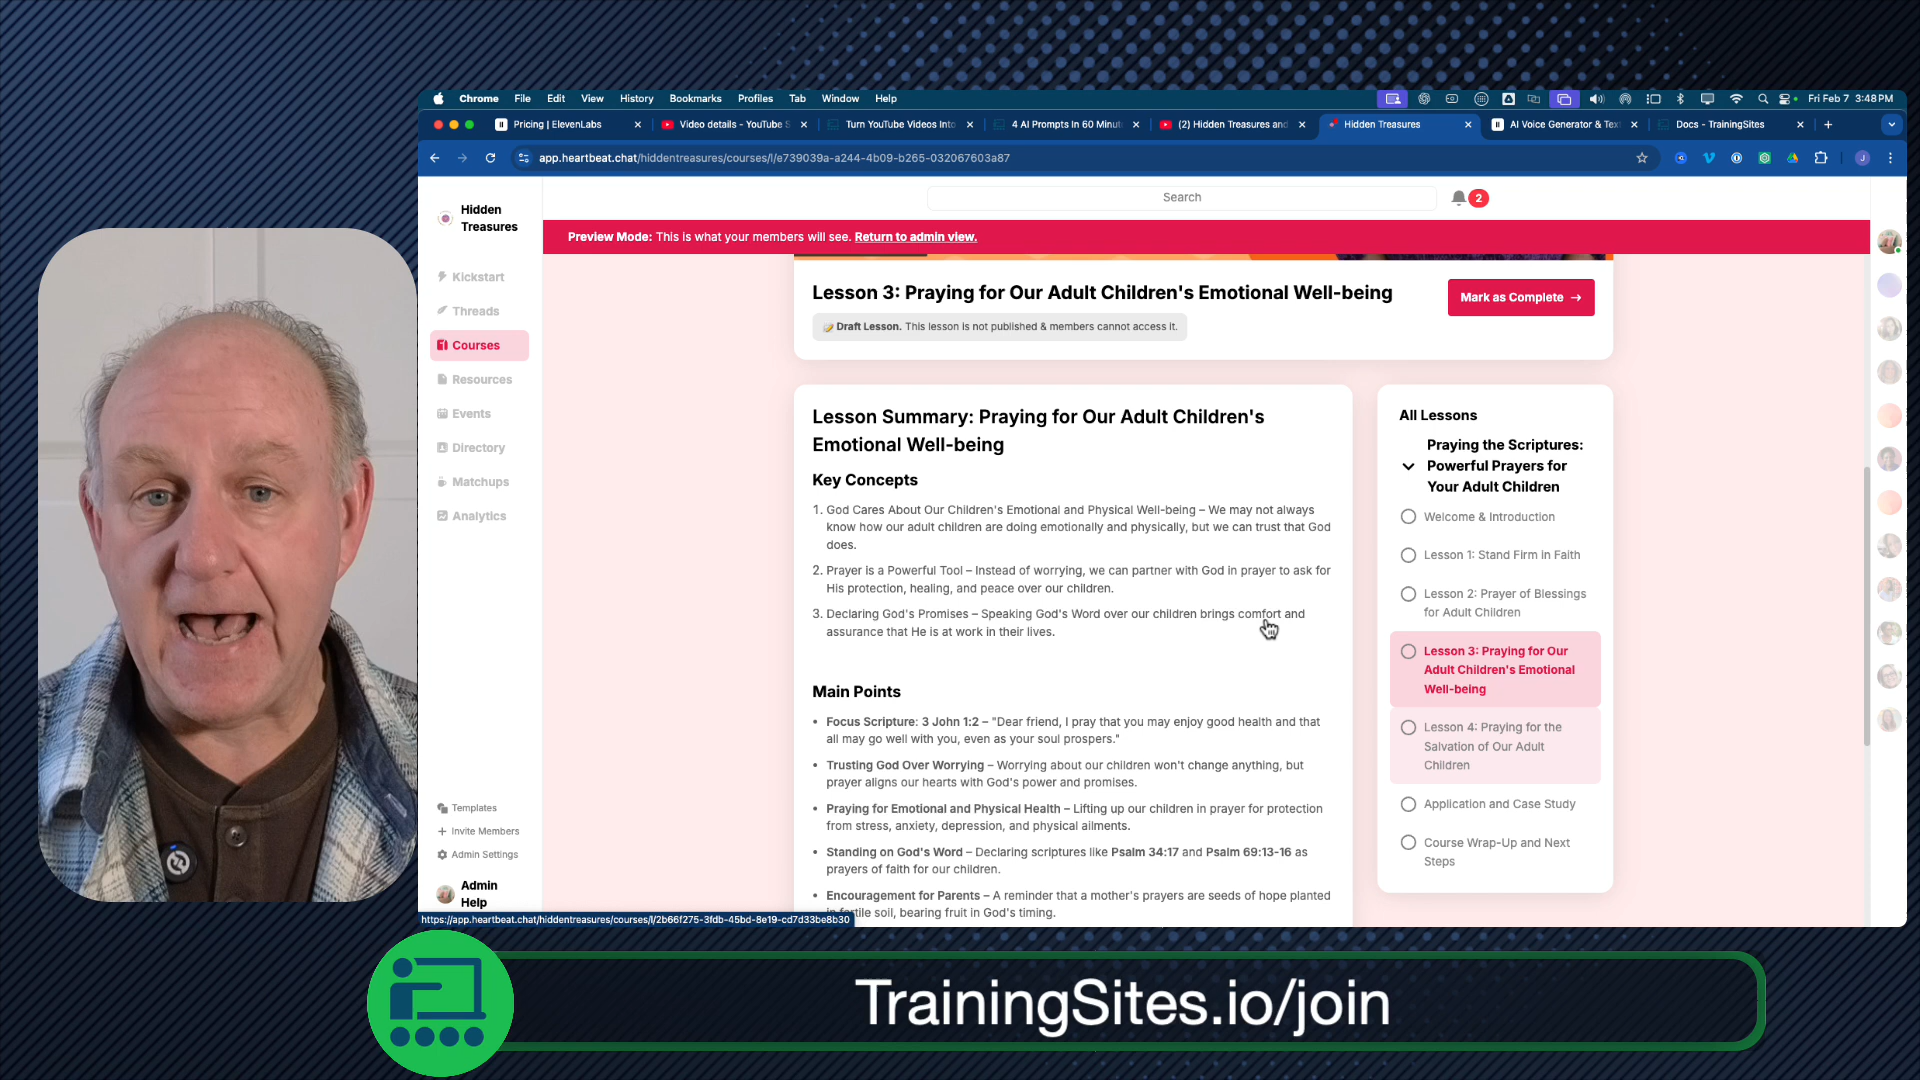 Chrome File Edit View History Bookmarks Profiles Tab Window Help Fri Feb 7 3:48PM
Pricing | ElevenLabs
Video details - YouTube S
Turn YouTube Videos Into
4 AI Prompts In 60 Minut
(2) Hidden Treasures and
Hidden Treasures
AI Voice Generator & Tex
Docs - TrainingSites
app.heartbeat.chat/hiddentreasures/courses/l/e739039a-a244-4b09-b265-032067603a87
J
Hidden
Treasures
Search
2
Preview Mode: This is what your members will see. Return to admin view.
Kickstart
Threads
Courses
Resources
Events
Directory
Matchups
Analytics
Templates
Invite Members
Admin Settings
Admin
Help
https://app.heartbeat.chat/hiddentreasures/courses/l/2b66f275-3fdb-45bd-8e19-cd7d33be8b30
Lesson 3: Praying for Our Adult Children's Emotional Well-being
Mark as Complete →
Draft Lesson. This lesson is not published & members cannot access it.
Lesson Summary: Praying for Our Adult Children's
Emotional Well-being
Key Concepts
1. God Cares About Our Children's Emotional and Physical Well-being – We may not always
know how our adult children are doing emotionally and physically, but we can trust that God
does.
2. Prayer is a Powerful Tool – Instead of worrying, we can partner with God in prayer to ask for
His protection, healing, and peace over our children.
3. Declaring God's Promises – Speaking God's Word over our children brings comfort and
assurance that He is at work in their lives.
Main Points
• Focus Scripture: 3 John 1:2 – "Dear friend, I pray that you may enjoy good health and that
all may go well with you, even as your soul prospers."
• Trusting God Over Worrying – Worrying about our children won't change anything, but
prayer aligns our hearts with God's power and promises.
• Praying for Emotional and Physical Health – Lifting up our children in prayer for protection
from stress, anxiety, depression, and physical ailments.
• Standing on God's Word – Declaring scriptures like Psalm 34:17 and Psalm 69:13-16 as
prayers of faith for our children.
• Encouragement for Parents – A reminder that a mother's prayers are seeds of hope planted
in fertile soil, bearing fruit in God's timing.
All Lessons
Praying the Scriptures:
Powerful Prayers for
Your Adult Children
Welcome & Introduction
Lesson 1: Stand Firm in Faith
Lesson 2: Prayer of Blessings
for Adult Children
Lesson 3: Praying for Our
Adult Children's Emotional
Well-being
Lesson 4: Praying for the
Salvation of Our Adult
Children
Application and Case Study
Course Wrap-Up and Next
Steps
TrainingSites.io/join